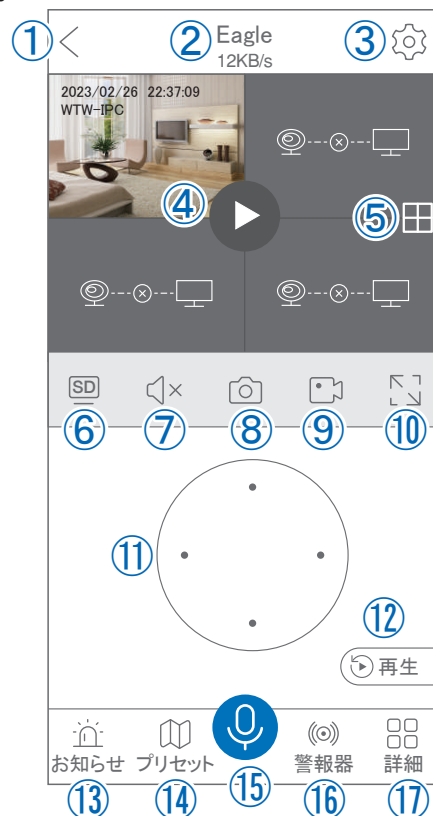 ① ② Eagle ③
12KB/s
2023/02/26 22:37:09
WTW-IPC
④
⑤
SD
⑥ ⑦ ⑧ ⑨ ⑩
⑪
⑫
再生
お知らせ プリセット 警報器 詳細
⑬ ⑭ ⑮ ⑯ ⑰